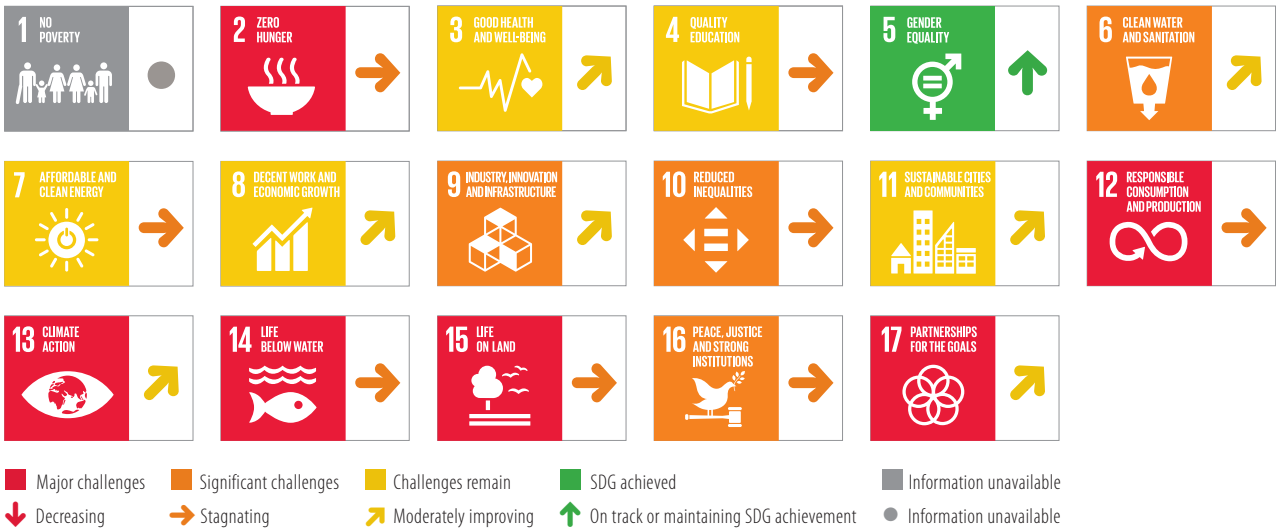 1 NO
POVERTY
2 ZERO
HUNGER
3 GOOD HEALTH
AND WELL-BEING
4 QUALITY
EDUCATION
5 GENDER
EQUALITY
6 CLEAN WATER
AND SANITATION
7 AFFORDABLE AND
CLEAN ENERGY
8 DECENT WORK AND
ECONOMIC GROWTH
9 INDUSTRY, INNOVATION
AND INFRASTRUCTURE
10 REDUCED
INEQUALITIES
11 SUSTAINABLE CITIES
AND COMMUNITIES
12 RESPONSIBLE
CONSUMPTION
AND PRODUCTION
13 CLIMATE
ACTION
14 LIFE
BELOW WATER
15 LIFE
ON LAND
16 PEACE, JUSTICE
AND STRONG
INSTITUTIONS
17 PARTNERSHIPS
FOR THE GOALS
Major challenges
Significant challenges
Challenges remain
SDG achieved
Information unavailable
Decreasing
Stagnating
Moderately improving
On track or maintaining SDG achievement
Information unavailable